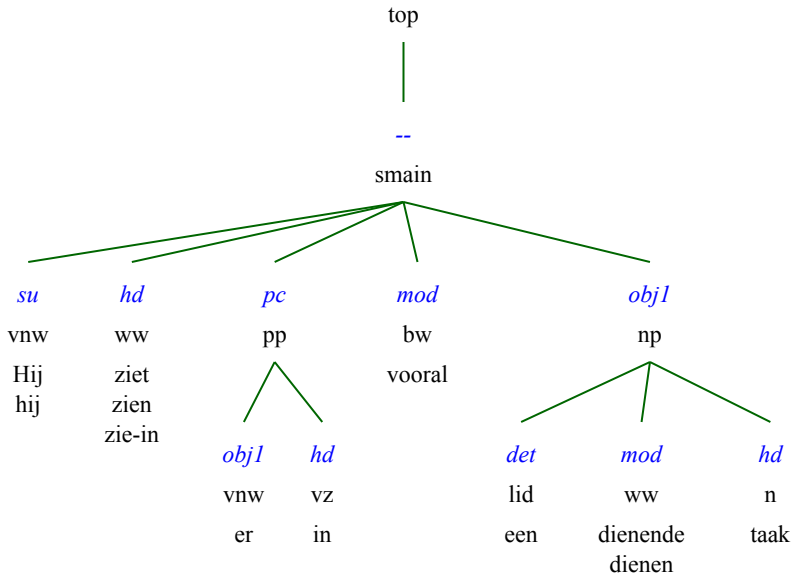 top
--
smain
su hd pc mod obj1
vnw ww pp bw np
Hij ziet vooral
hij zien
zie-in
obj1 hd det mod hd
vnw vz lid ww n
er in een dienende taak
dienen